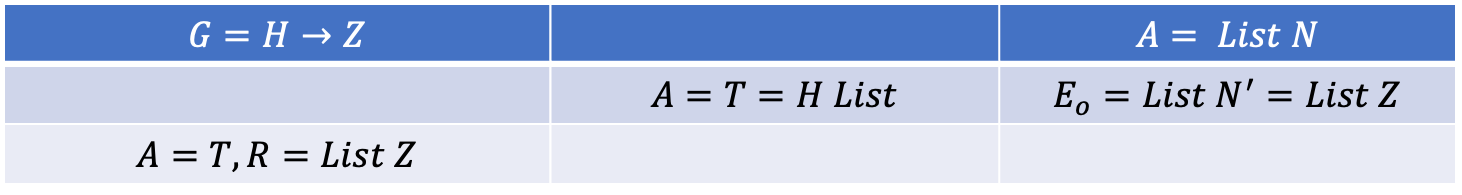 G = H → Z
A = List N
A = T = H List
E_o = List N′ = List Z
A = T, R = List Z